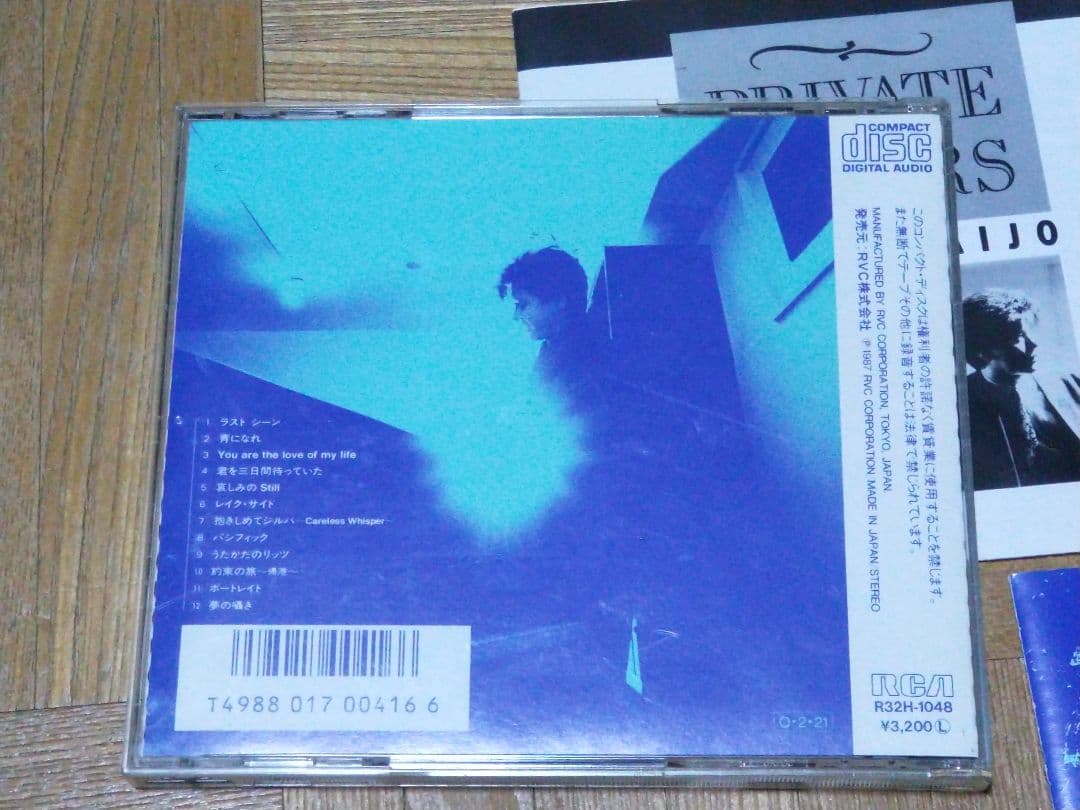 PRIVATE
RS
AIJO
COMPACT
disc
DIGITAL AUDIO
このコンパクト・ディスクは権利者の許諾なく賃貸業に使用することを禁じます。
また無断でテープその他に録音することは法律で禁じられています。
MANUFACTURED BY RVC CORPORATION, TOKYO, JAPAN
発売元:RVC株式会社 ℗1987 RVC CORPORATION MADE IN JAPAN STEREO
1 ラスト シーン
2 青になれ
3 You are the love of my life
4 君を三日間待っていた
5 哀しみの Still
6 レイク・サイド
7 抱きしめてジルバ -Careless Whisper-
8 パシフィック
9 うたかたのリッツ
10 約束の旅〜帰港〜
11 ポートレイト
12 夢の囁き
T4988 017 00416 6
O・2・21
RCA
R32H-1048
¥3,200 Ⓛ